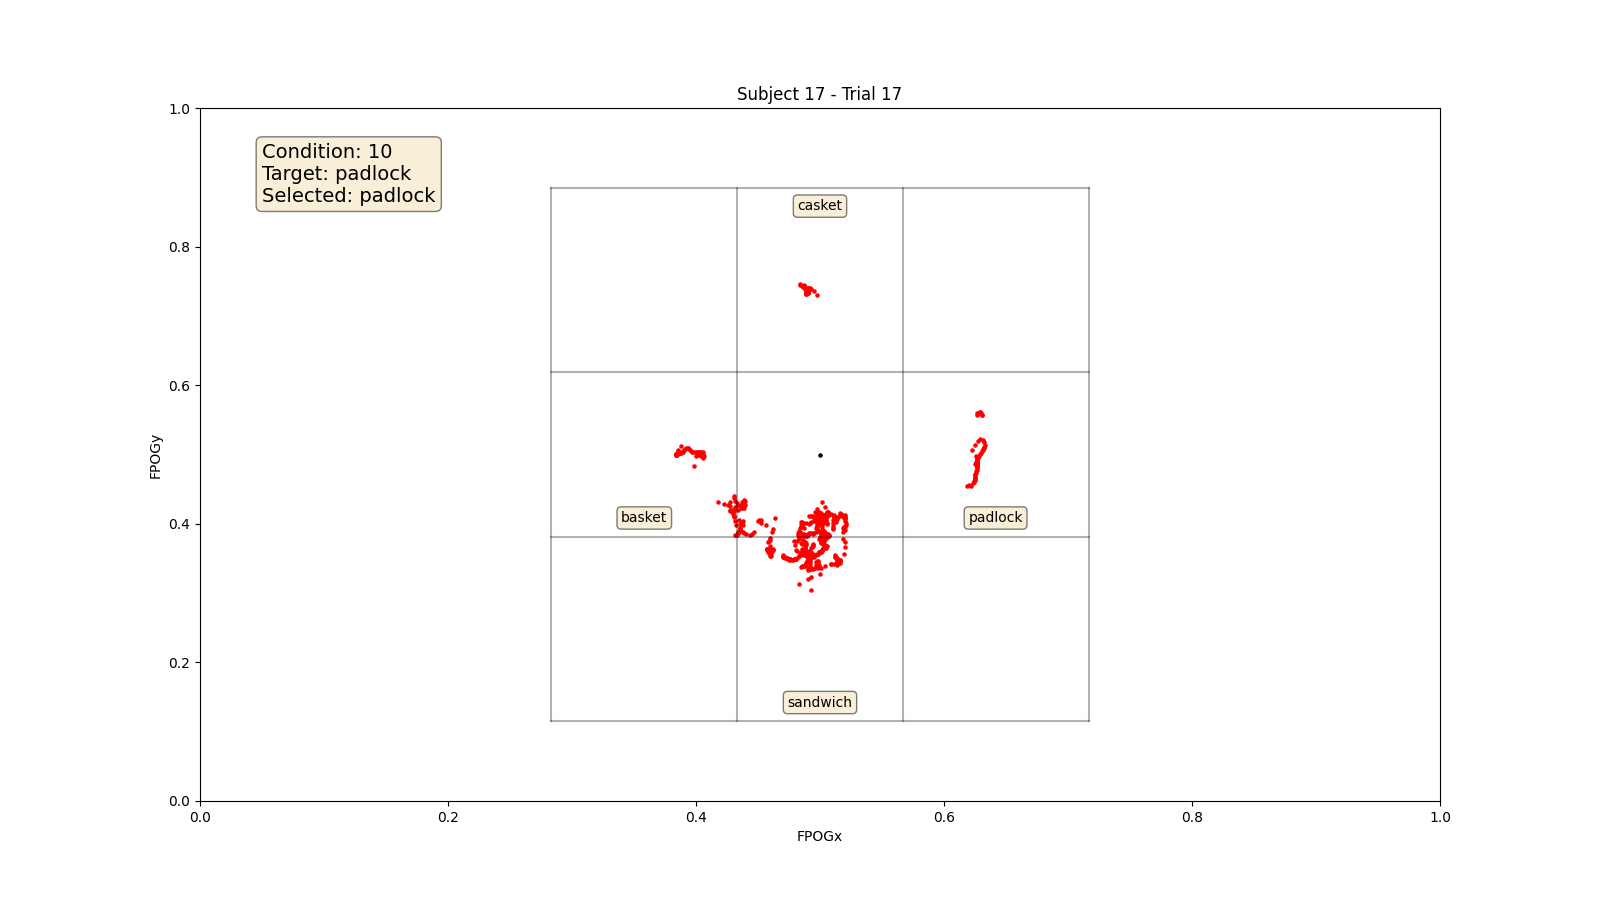 Subject 17 - Trial 17
1.0
Condition: 10
Target: padlock
Selected: padlock
casket
0.8
0.6
FPOGy
basket
padlock
0.4
0.2
sandwich
0.0
0.0 0.2 0.4 0.6 0.8 1.0
FPOGx